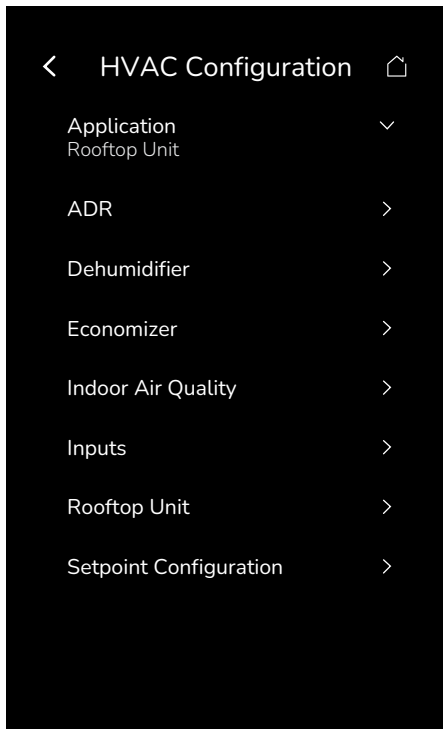 HVAC Configuration
Application
Rooftop Unit
ADR
Dehumidifier
Economizer
Indoor Air Quality
Inputs
Rooftop Unit
Setpoint Configuration